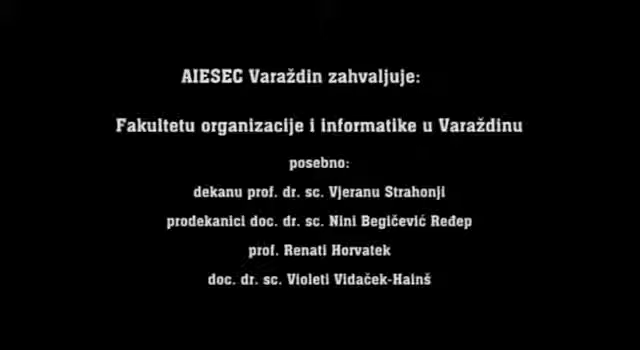 AIESEC Varaždin zahvaljuje:
Fakultetu organizacije i informatike u Varaždinu
posebno:
dekanu prof. dr. sc. Vjeranu Strahonji
prodekanici doc. dr. sc. Nini Begičević Ređep
prof. Renati Horvatek
doc. dr. sc. Violeti Vidaček-Hainš